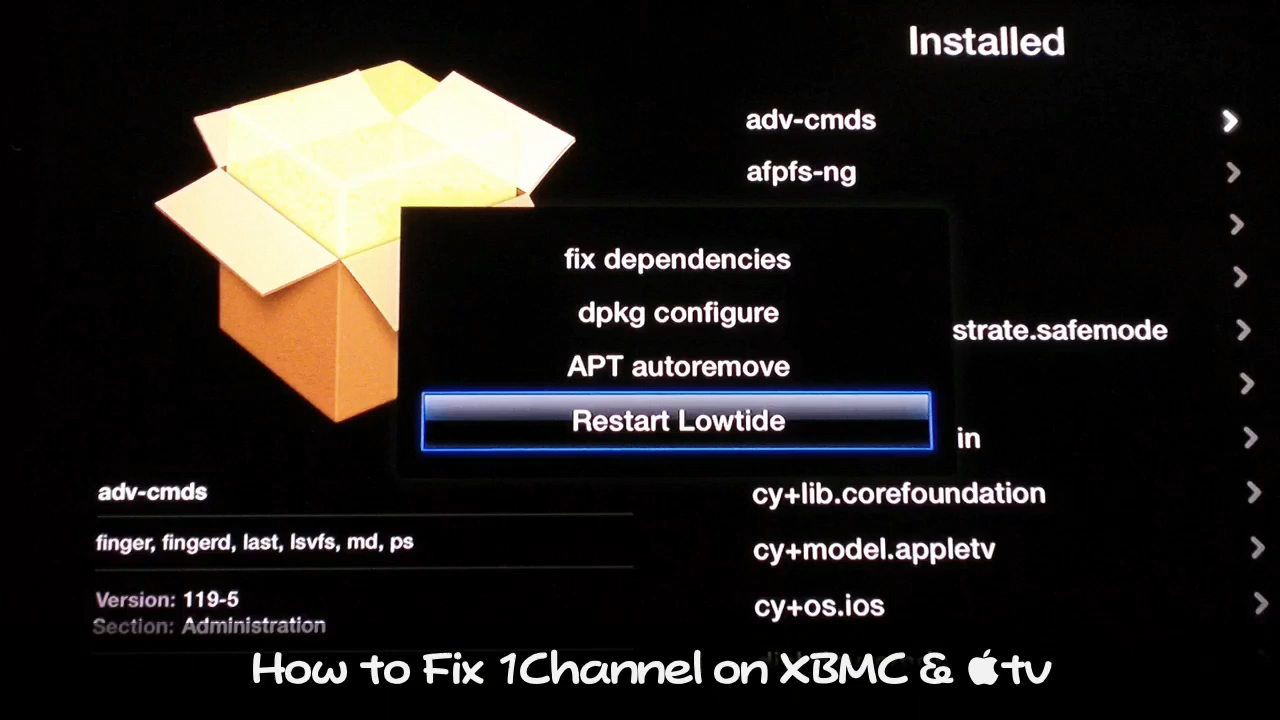 Installed
adv-cmds
afpfs-ng
fix dependencies
dpkg configure
strate.safemode
APT autoremove
Restart Lowtide
in
adv-cmds
cy+lib.corefoundation
finger, fingerd, last, lsvfs, md, ps
cy+model.appletv
Version: 119-5
cy+os.ios
Section: Administration
How to Fix 1Channel on XBMC & tv